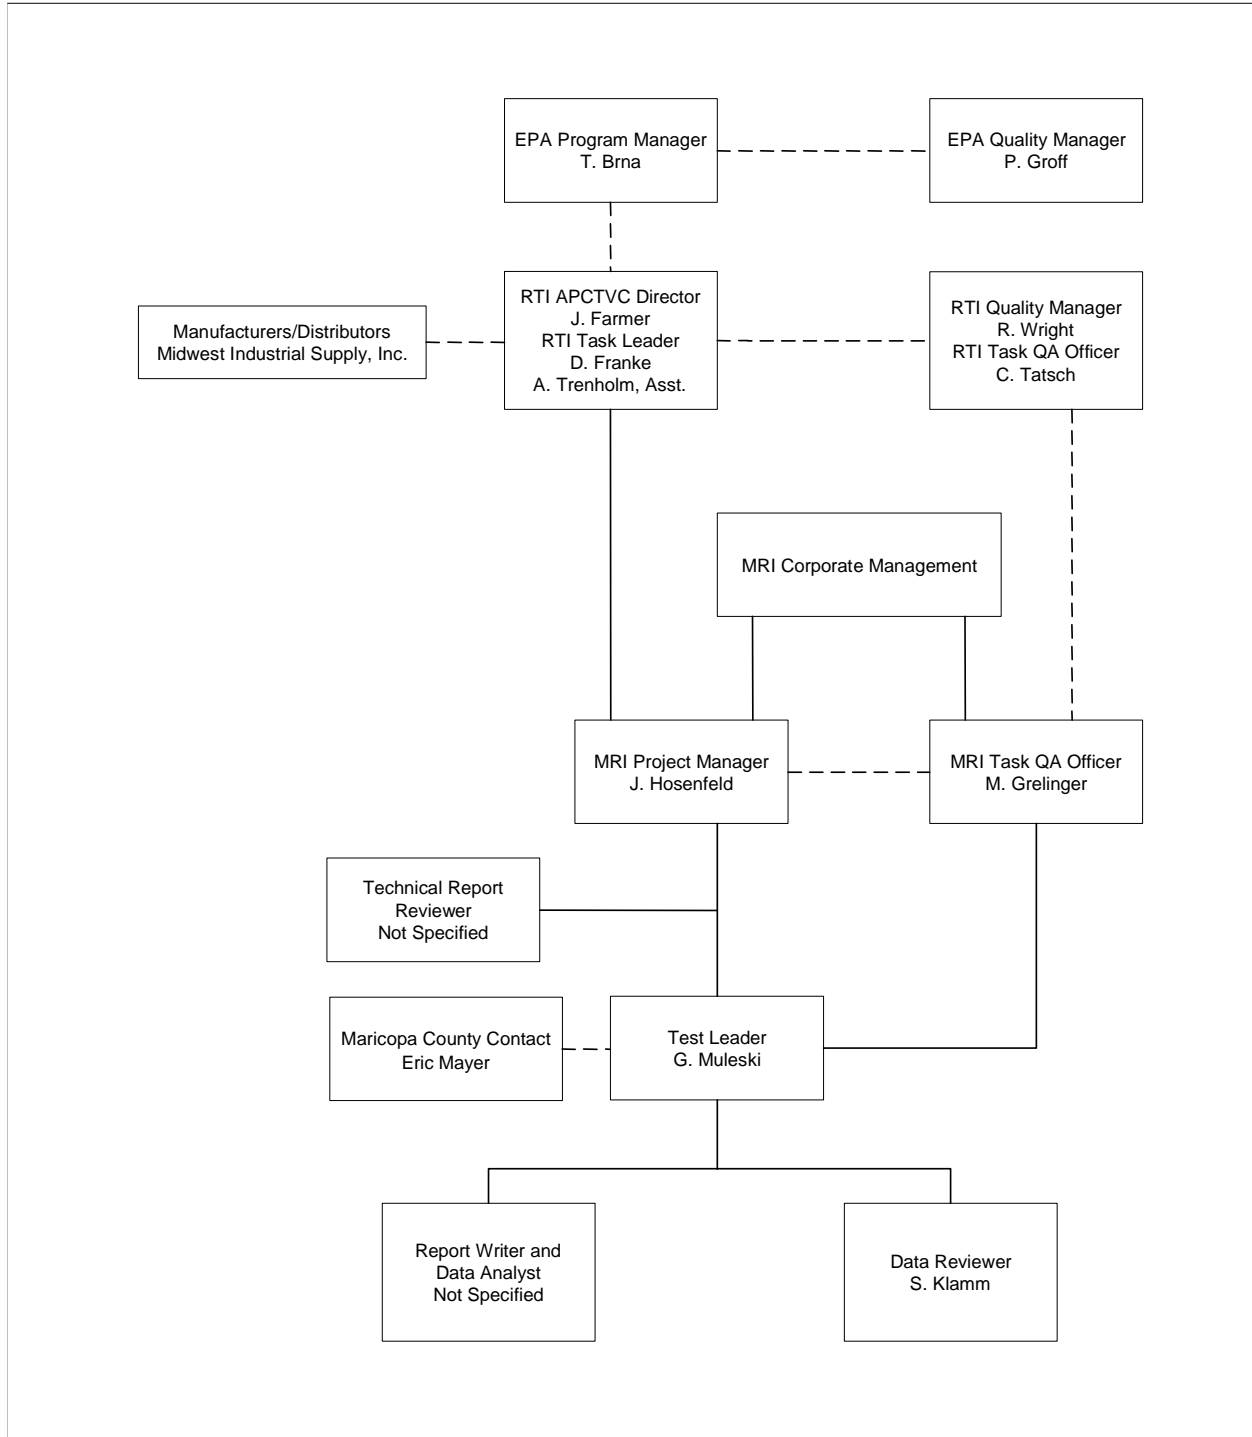 EPA Program Manager
T. Brna
EPA Quality Manager
P. Groff
Manufacturers/Distributors
Midwest Industrial Supply, Inc.
RTI APCTVC Director
J. Farmer
RTI Task Leader
D. Franke
A. Trenholm, Asst.
RTI Quality Manager
R. Wright
RTI Task QA Officer
C. Tatsch
MRI Corporate Management
MRI Project Manager
J. Hosenfeld
MRI Task QA Officer
M. Grelinger
Technical Report
Reviewer
Not Specified
Maricopa County Contact
Eric Mayer
Test Leader
G. Muleski
Report Writer and
Data Analyst
Not Specified
Data Reviewer
S. Klamm